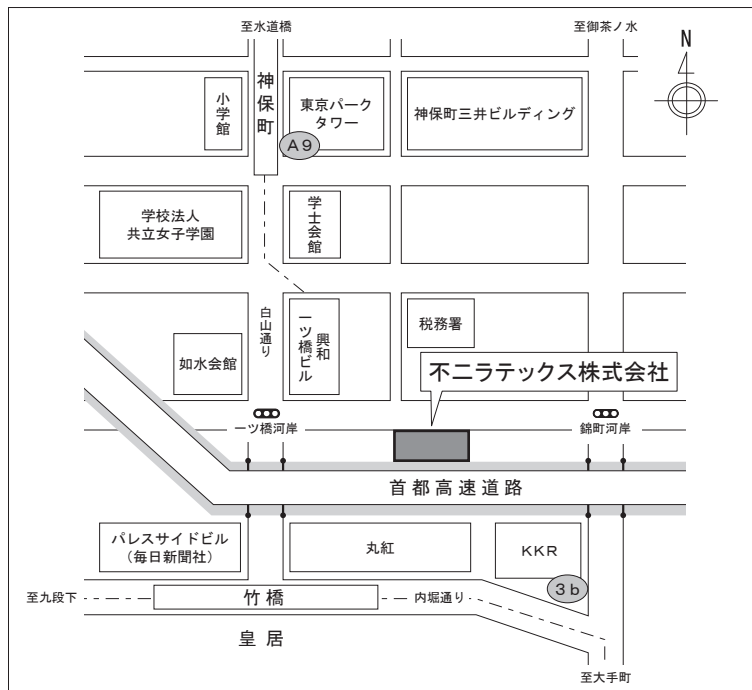 至水道橋
至御茶ノ水
N
小学館
神保町
東京パーク
タワー
神保町三井ビルディング
A9
学校法人
共立女子学園
学士会館
白山通り
興和
一ツ橋ビル
税務署
如水会館
不二ラテックス株式会社
一ツ橋河岸
錦町河岸
首都高速道路
パレスサイドビル
（毎日新聞社）
丸紅
KKR
3b
至九段下
竹橋
内堀通り
皇居
至大手町